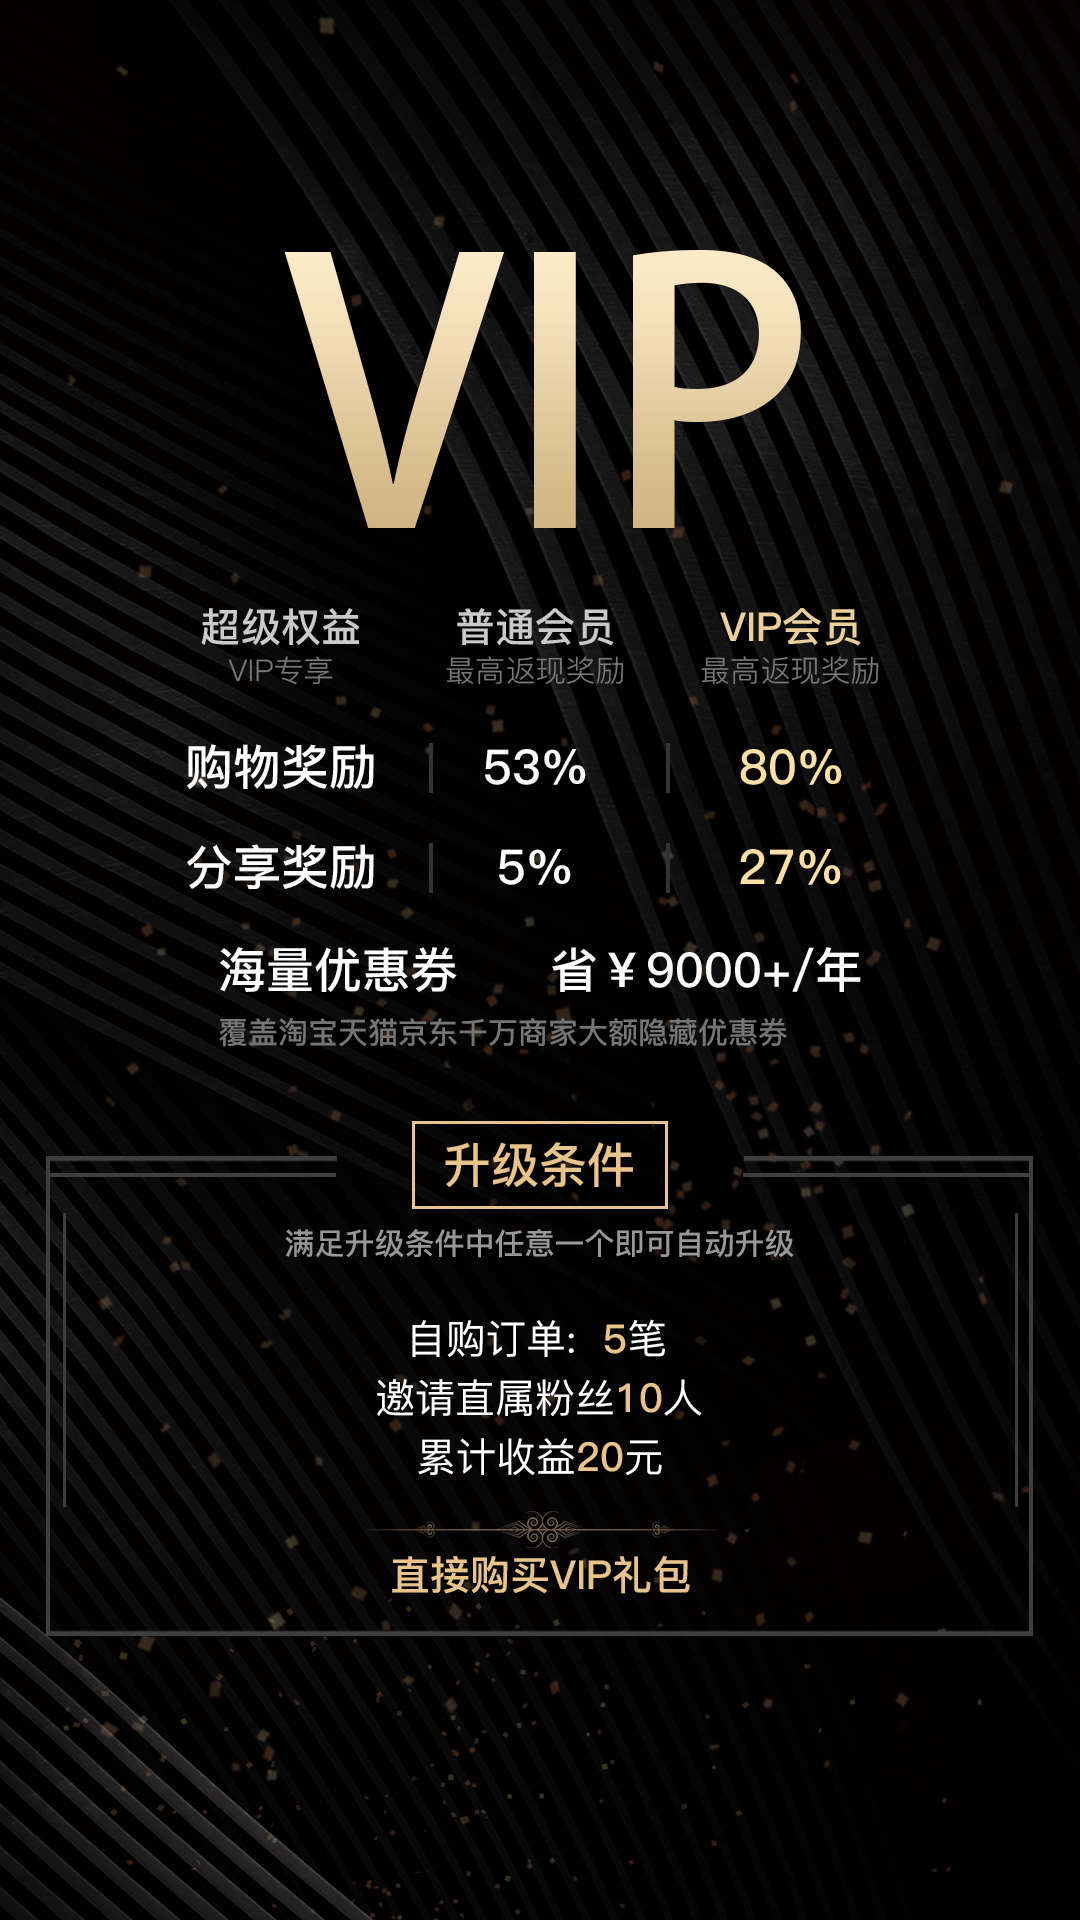 VIP
超级权益 普通会员 VIP会员
VIP专享 最高返现奖励 最高返现奖励
购物奖励 53% 80%
分享奖励 5% 27%
海量优惠券 省¥9000+/年
覆盖淘宝天猫京东千万商家大额隐藏优惠券
升级条件
满足升级条件中任意一个即可自动升级
自购订单: 5笔
邀请直属粉丝10人
累计收益20元
直接购买VIP礼包